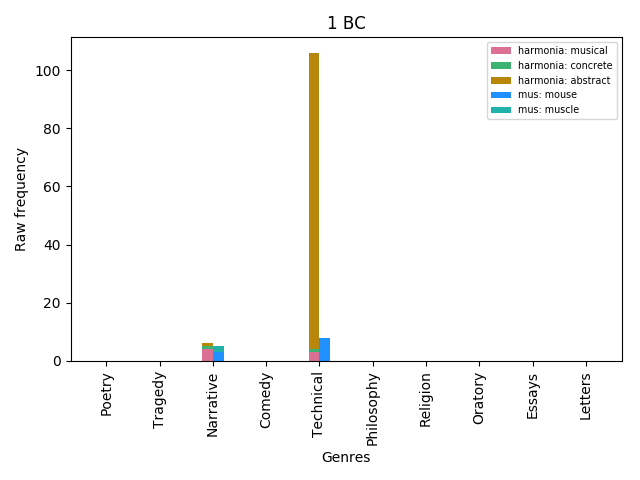 1 BC
harmonia: musical
harmonia: concrete
harmonia: abstract
mus: mouse
mus: muscle
Raw frequency
100
80
60
40
20
0
Poetry
Tragedy
Narrative
Comedy
Technical
Philosophy
Religion
Oratory
Essays
Letters
Genres